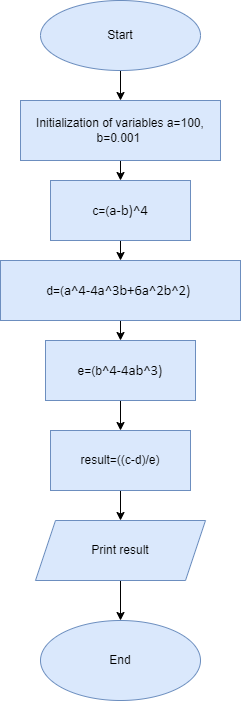 Start
Initialization of variables a=100,
b=0.001
c=(a-b)^4
d=(a^4-4a^3b+6a^2b^2)
e=(b^4-4ab^3)
result=((c-d)/e)
Print result
End